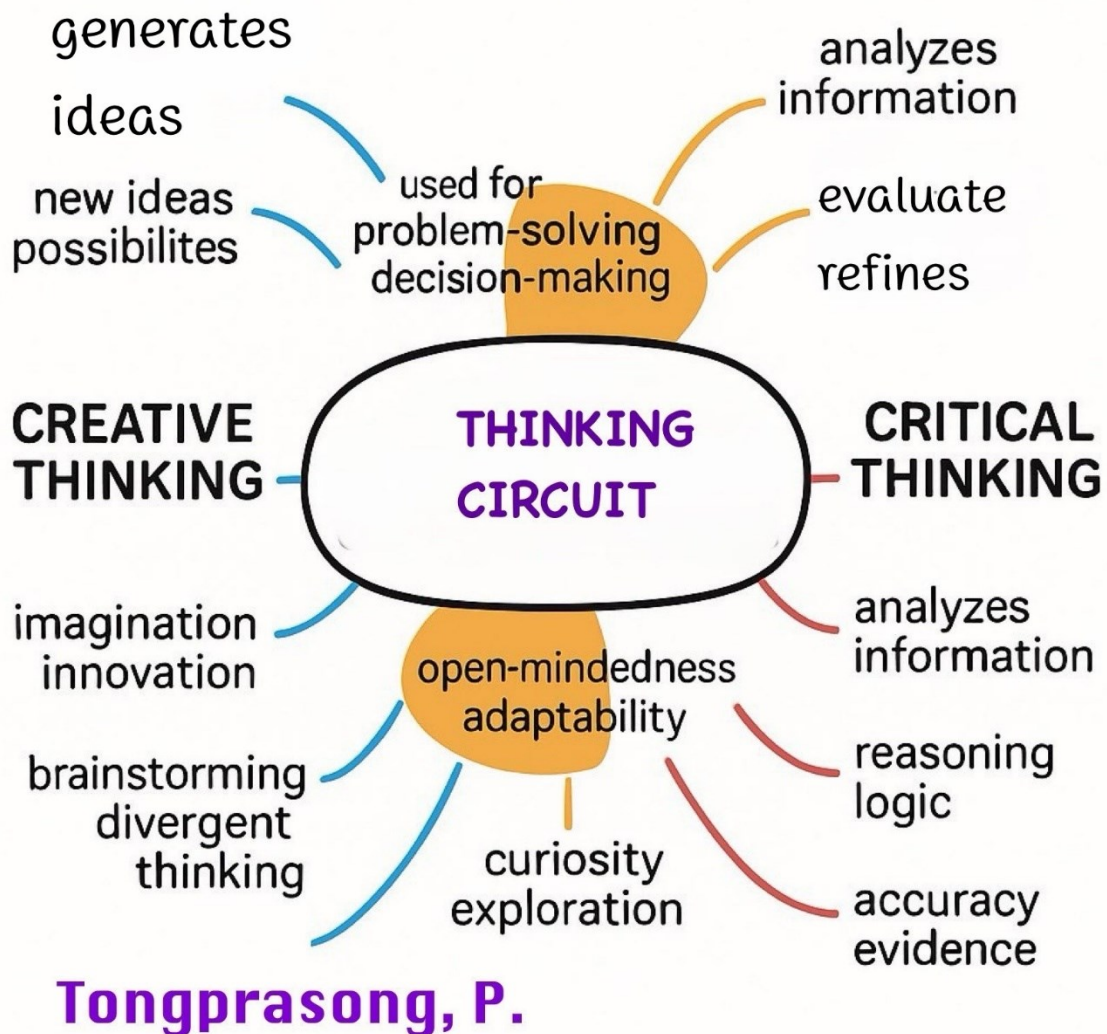 generates
ideas
new ideas
possibilites
used for
problem-solving
decision-making
analyzes
information
evaluate
refines
CREATIVE
THINKING
THINKING
CIRCUIT
CRITICAL
THINKING
imagination
innovation
brainstorming
divergent
thinking
open-mindedness
adaptability
curiosity
exploration
analyzes
information
reasoning
logic
accuracy
evidence
Tongprasong, P.